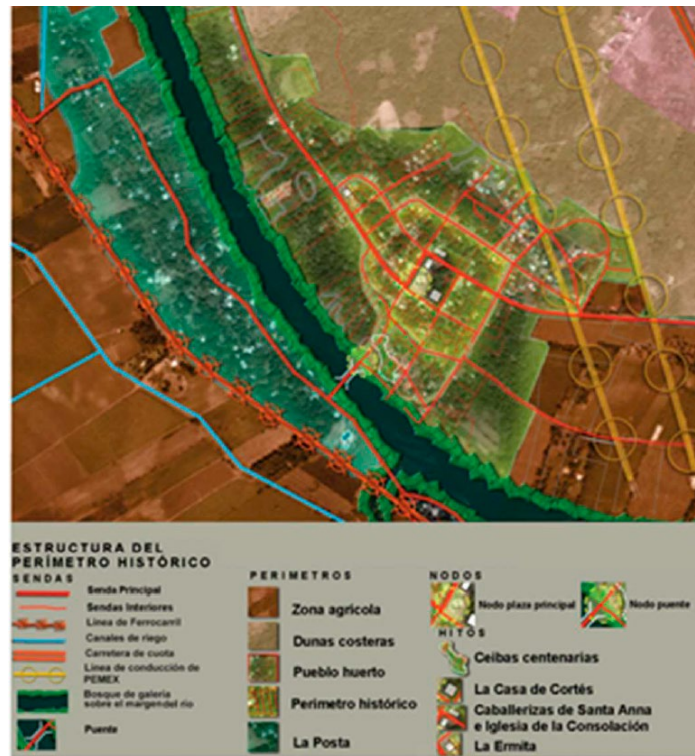 ESTRUCTURA DEL
PERÍMETRO HISTÓRICO
SENDAS
Senda Principal
Sendas Interiores
Línea de Ferrocarril
Canales de riego
Carretera de cuota
Línea de conducción de
PEMEX
Bosque de galería
sobre el margen del río
Puente
PERIMETROS
Zona agrícola
Dunas costeras
Pueblo huerto
Perimetro histórico
La Posta
NODOS
Nodo plaza principal
Nodo puente
HITOS
Ceibas centenarias
La Casa de Cortés
Caballerizas de Santa Anna
e Iglesia de la Consolación
La Ermita